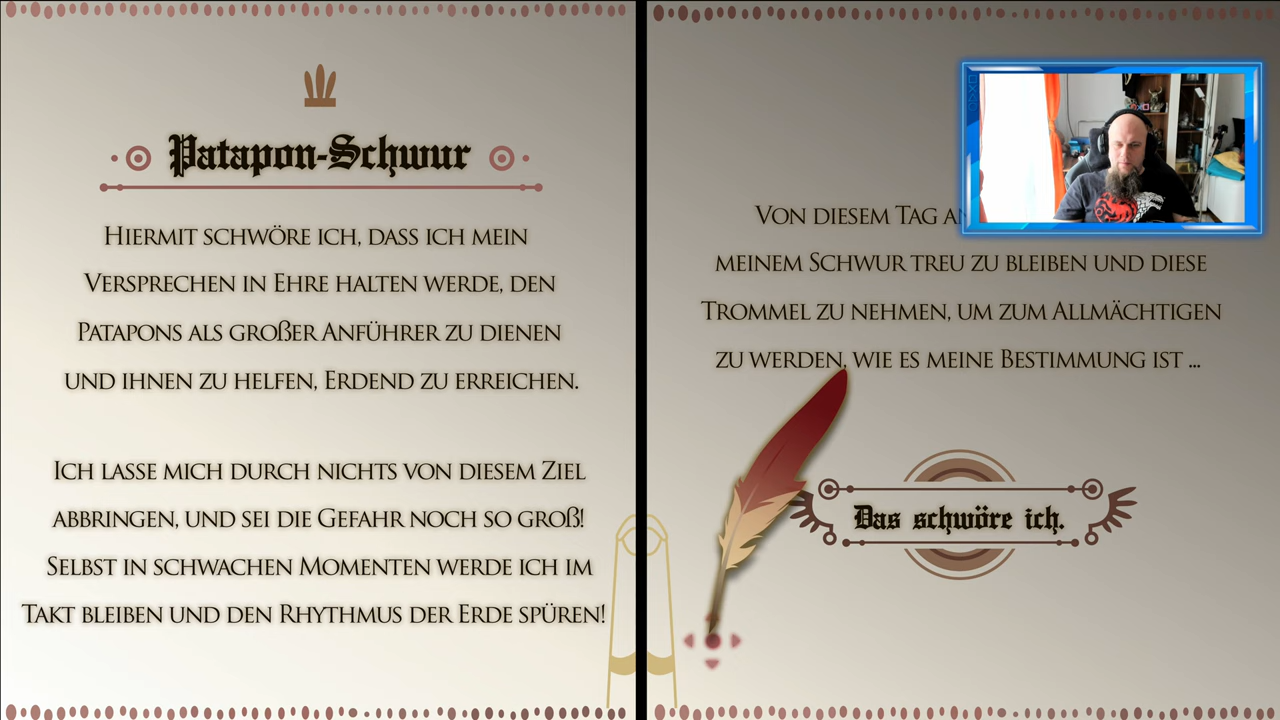 Patapon-Schwur
Hiermit schwöre ich, dass ich mein
Versprechen in Ehre halten werde, den
Patapons als großer Anführer zu dienen
und ihnen zu helfen, Erdend zu erreichen.
Ich lasse mich durch nichts von diesem Ziel
abbringen, und sei die Gefahr noch so groß!
Selbst in schwachen Momenten werde ich im
Takt bleiben und den Rhythmus der Erde spüren!
Von diesem Tag
meinem Schwur treu zu bleiben und diese
Trommel zu nehmen, um zum Allmächtigen
zu werden, wie es meine Bestimmung ist ...
Das schwöre ich.